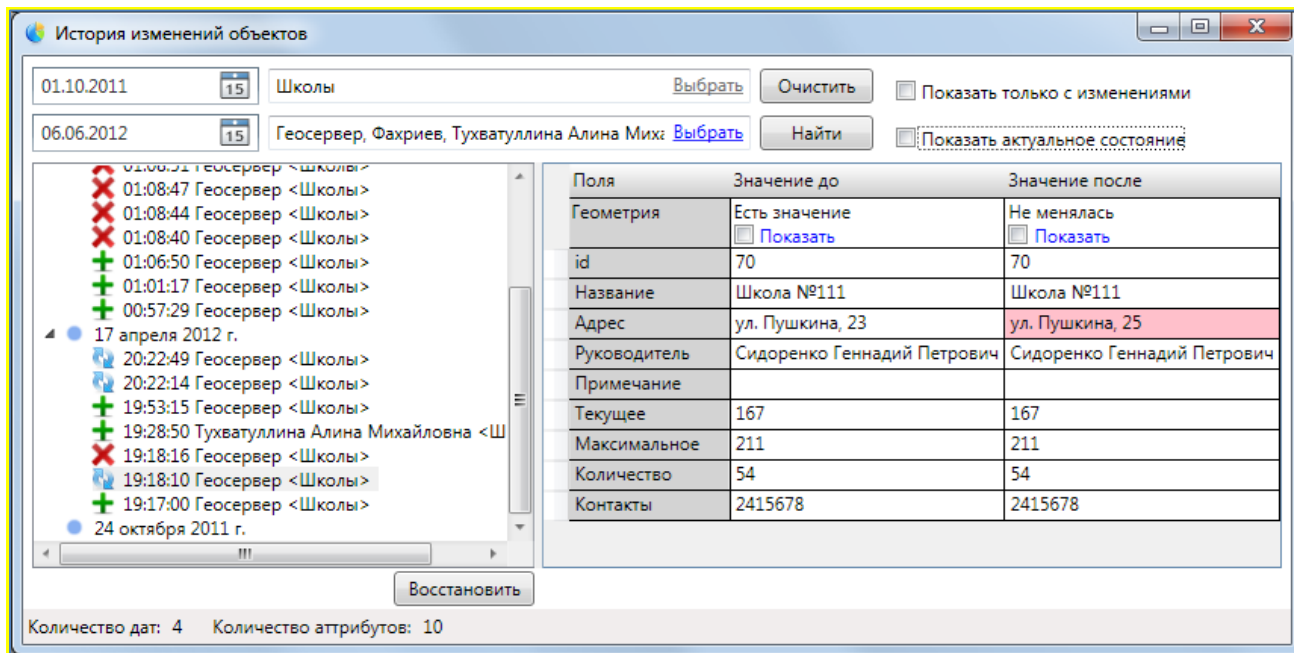 История изменений объектов
01.10.2011 15 Школы Выбрать Очистить Показать только с изменениями
06.06.2012 15 Геосервер, Фахриев, Тухватуллина Алина Миха Выбрать Найти Показать актуальное состояние
Геосервер <Школы>
01:08:47 Геосервер <Школы>
01:08:44 Геосервер <Школы>
01:08:40 Геосервер <Школы>
01:06:50 Геосервер <Школы>
01:01:17 Геосервер <Школы>
00:57:29 Геосервер <Школы>
17 апреля 2012 г.
20:22:49 Геосервер <Школы>
20:22:14 Геосервер <Школы>
19:53:15 Геосервер <Школы>
19:28:50 Тухватуллина Алина Михайловна <Ш
19:18:16 Геосервер <Школы>
19:18:10 Геосервер <Школы>
19:17:00 Геосервер <Школы>
24 октября 2011 г.
Восстановить
Поля Значение до Значение после
Геометрия Есть значение Не менялась
Показать Показать
id 70 70
Название Школа №111 Школа №111
Адрес ул. Пушкина, 23 ул. Пушкина, 25
Руководитель Сидоренко Геннадий Петрович Сидоренко Геннадий Петрович
Примечание
Текущее 167 167
Максимальное 211 211
Количество 54 54
Контакты 2415678 2415678
Количество дат: 4 Количество аттрибутов: 10